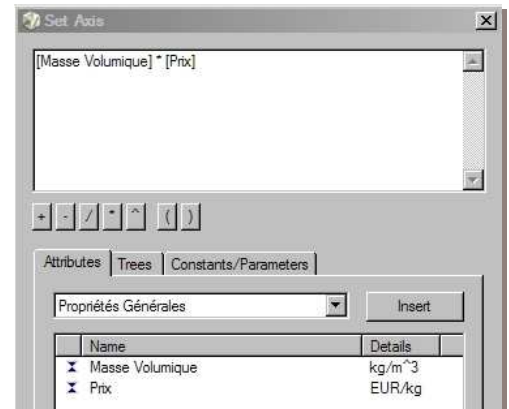 Set Axis
[Masse Volumique] * [Prix]
+ - / * ^ ( )
Attributes Trees Constants/Parameters
Propriétés Générales Insert
Name Details
Masse Volumique kg/m^3
Prix EUR/kg